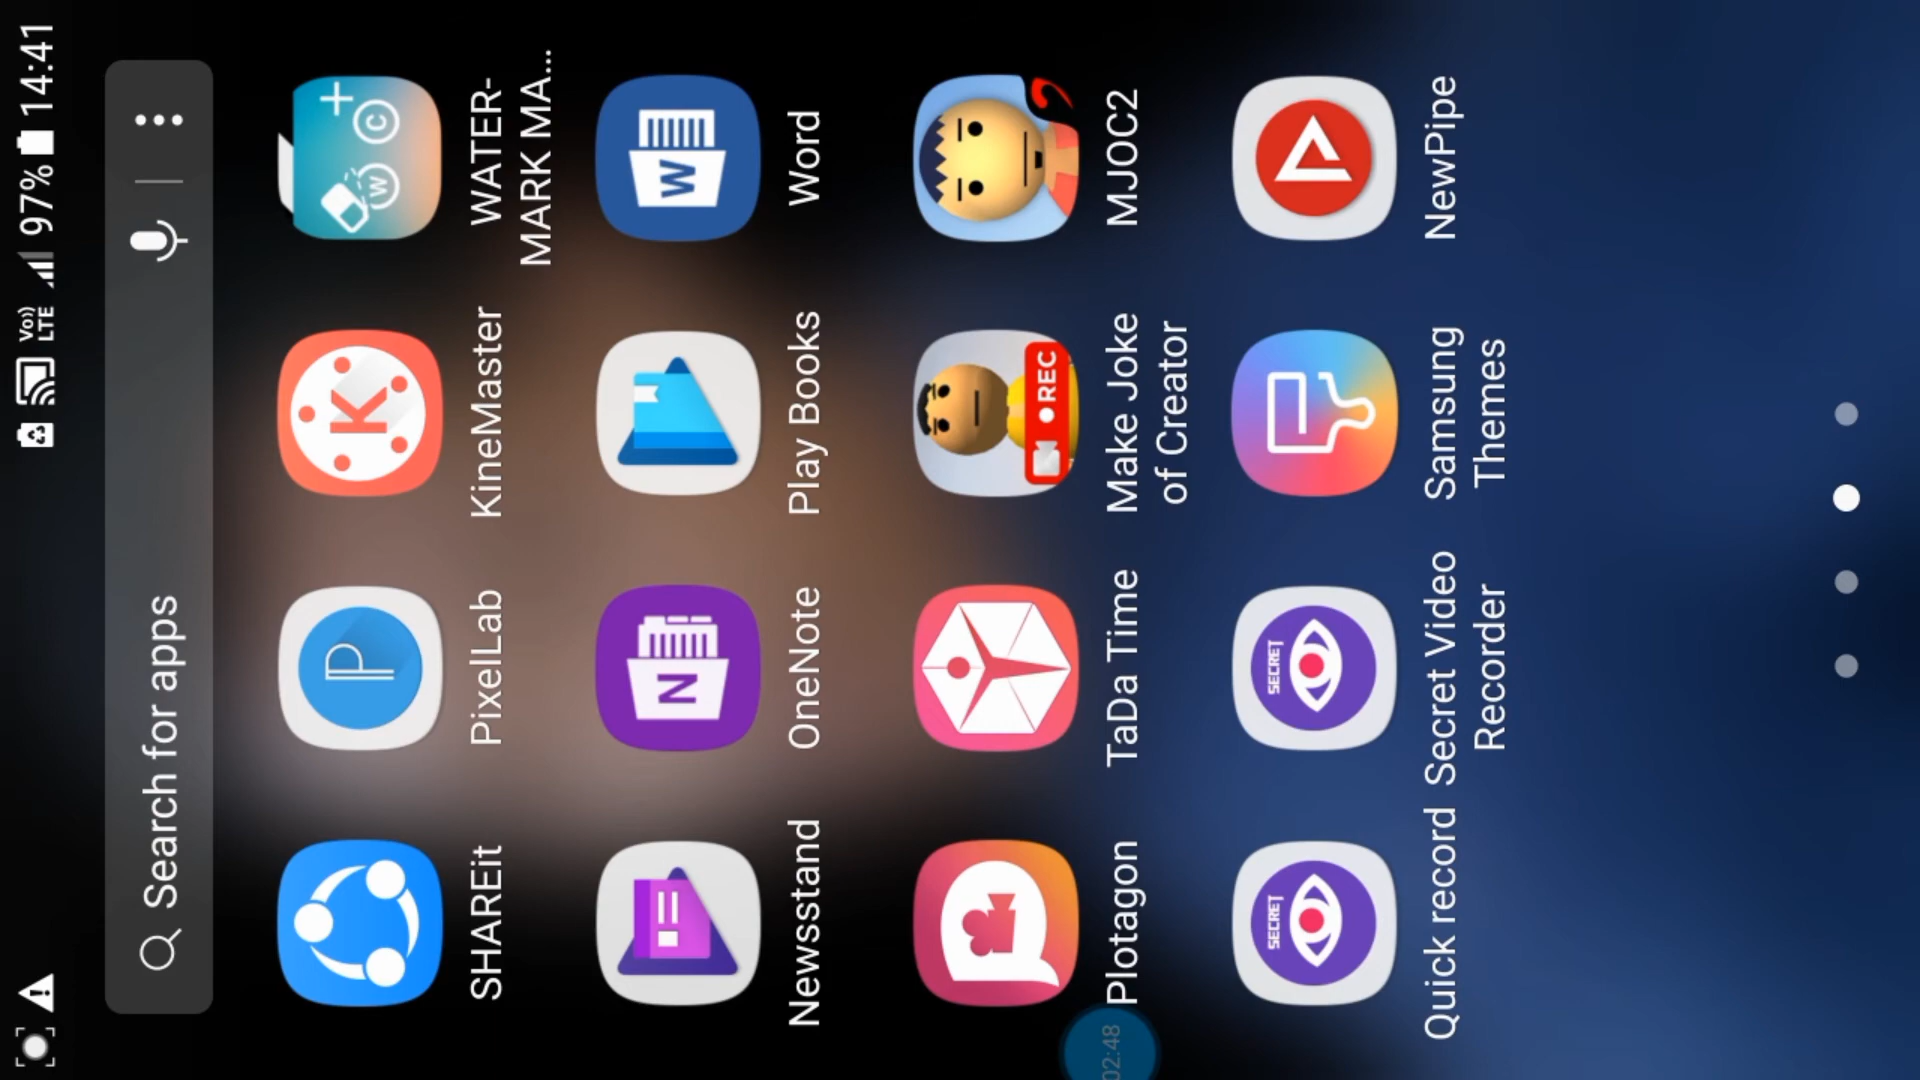 97% 14:41
Vo)) LTE
Search for apps
SHAREit
PixelLab
KineMaster
WATER-
MARK MA...
Newsstand
OneNote
Play Books
Word
Plotagon
TaDa Time
Make Joke
of Creator
MJOC2
Quick record
Secret Video
Recorder
Samsung
Themes
NewPipe
P
K
C
W
N
W
REC
SECRET
SECRET
02:48